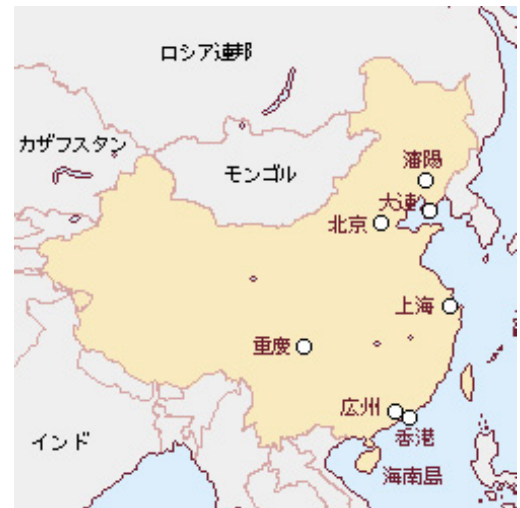 ロシア連邦
カザフスタン
モンゴル
瀋陽
大連
北京
上海
重慶
広州
香港
インド
海南島